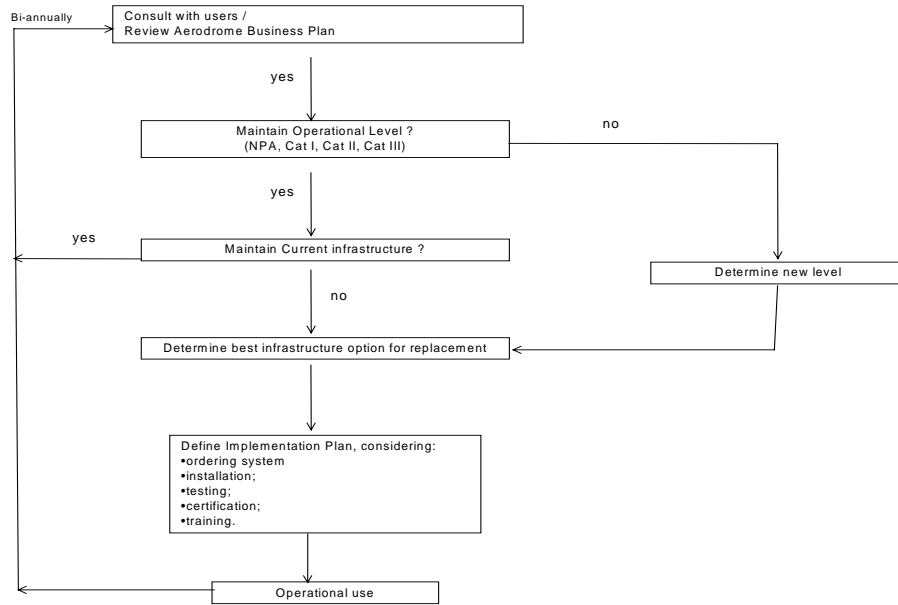 Bi-annually
Consult with users /
Review Aerodrome Business Plan
yes
Maintain Operational Level ?
(NPA, Cat I, Cat II, Cat III)
no
yes
yes
Maintain Current infrastructure ?
Determine new level
no
Determine best infrastructure option for replacement
Define Implementation Plan, considering:
•ordering system
•installation;
•testing;
•certification;
•training.
Operational use